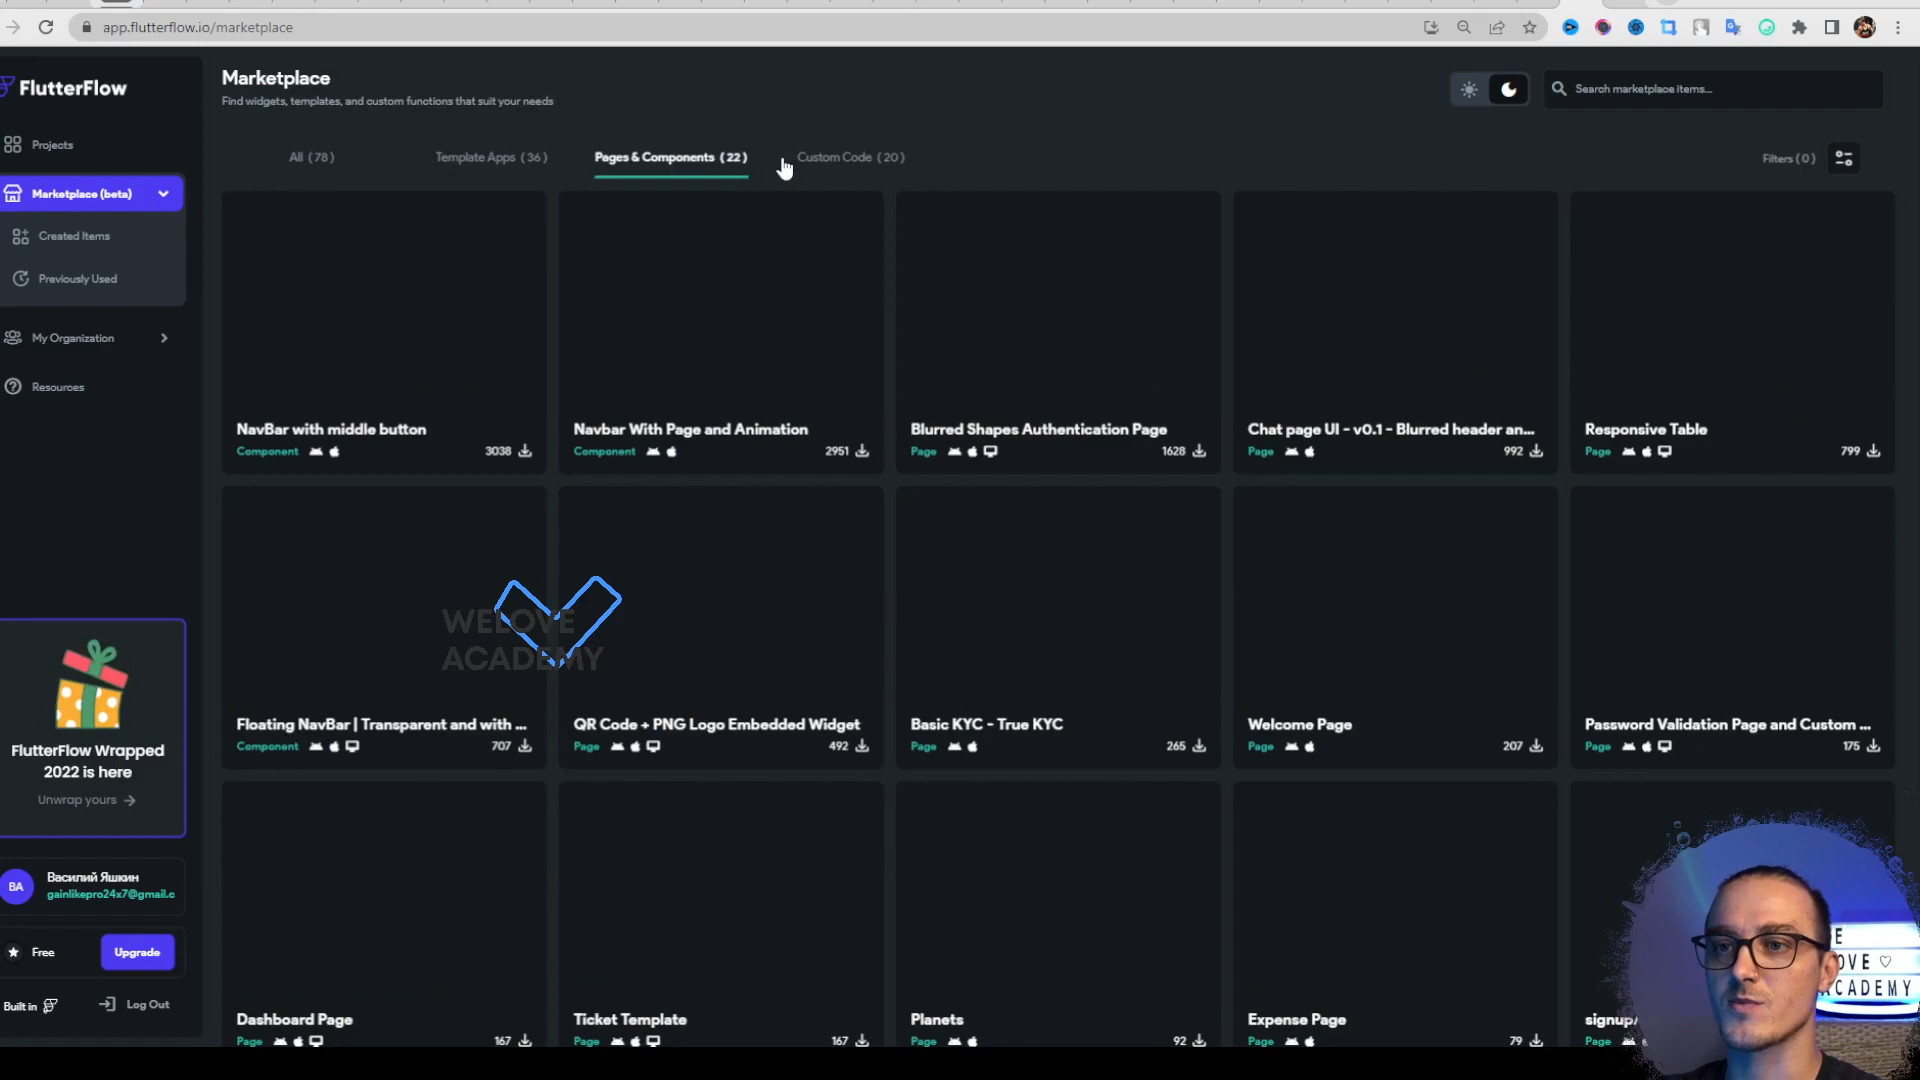 app.flutterflow.io/marketplace
FlutterFlow
Marketplace
Find widgets, templates, and custom functions that suit your needs
Search marketplace items...
Projects
Marketplace (beta)
Created Items
Previously Used
My Organization
Resources
All (78)
Template Apps (36)
Pages & Components (22)
Custom Code (20)
Filters (0)
NavBar with middle button
Component
3038
Navbar With Page and Animation
Component
2951
Blurred Shapes Authentication Page
Page
1628
Chat page UI - v0.1 - Blurred header an...
Page
992
Responsive Table
Page
799
Floating NavBar | Transparent and with ...
Component
707
QR Code + PNG Logo Embedded Widget
Page
492
Basic KYC - True KYC
Page
265
Welcome Page
Page
207
Password Validation Page and Custom ...
Page
175
WELOVE
ACADEMY
Dashboard Page
Page
167
Ticket Template
Page
167
Planets
Page
92
Expense Page
Page
79
signup/
Page
FlutterFlow Wrapped
2022 is here
Unwrap yours
BA
Василий Яшкин
gainlikepro24x7@gmail.c
Free
Upgrade
Built in
Log Out
OVE ♡
ACADEMY